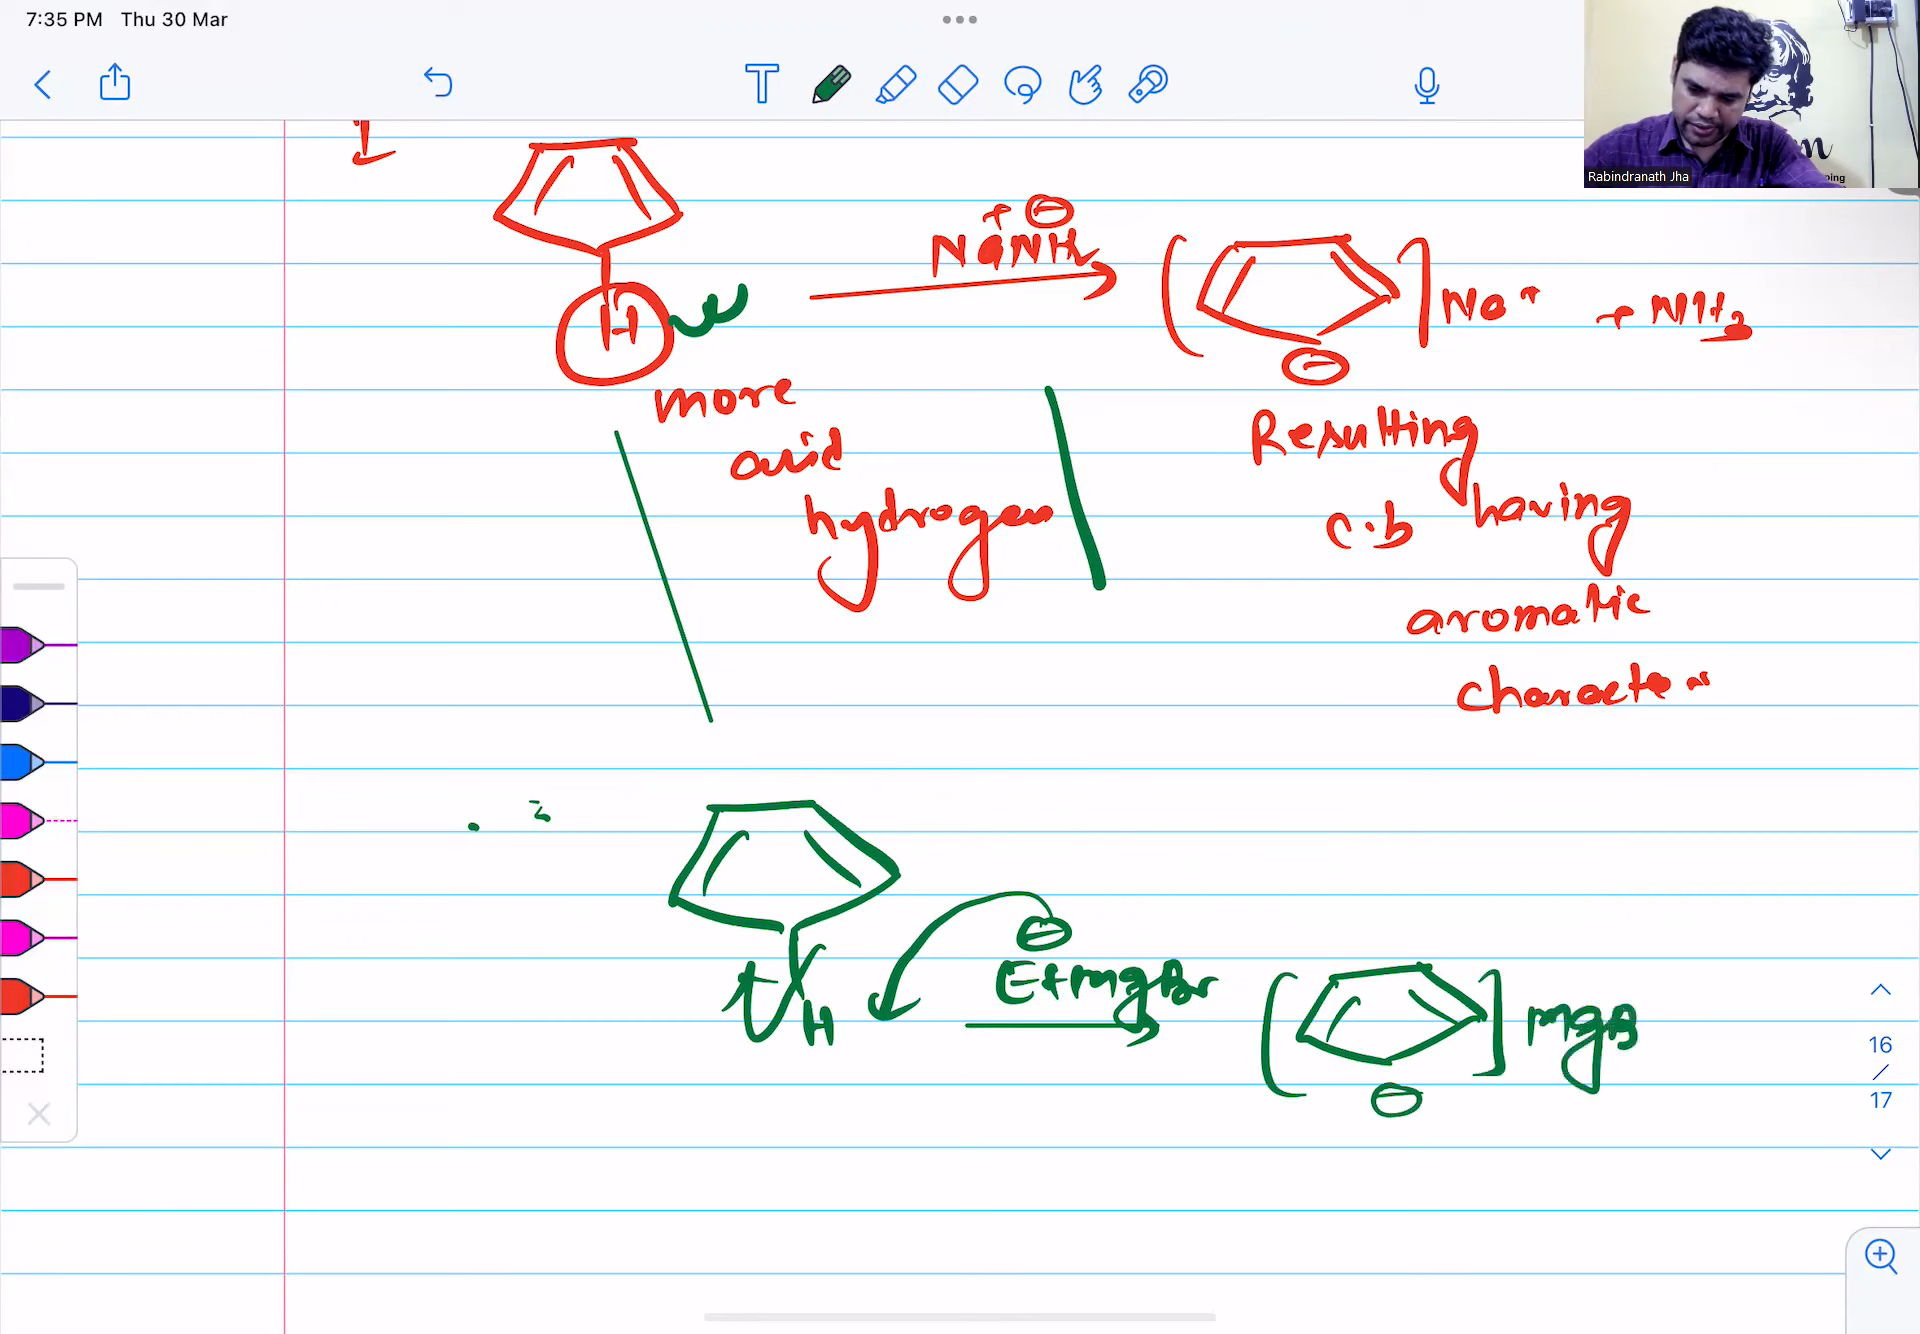 7:35 PM Thu 30 Mar
Rabindranath Jha
+ ⊖
NaNH₂
H
Na⁺ + NH₃
⊖
more
acid
hydrogen
Resulting
c.b having
aromatic
character
⊖
EtMgBr
H
MgB
⊖
16
/
17